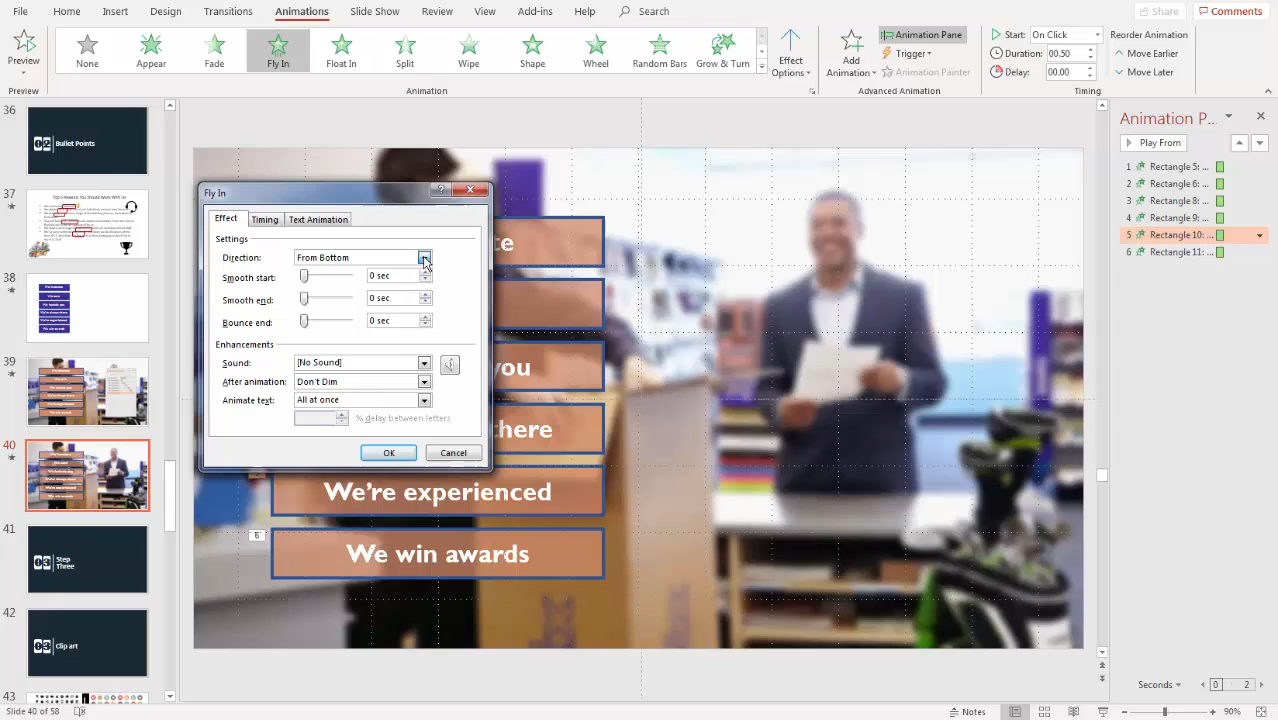 File Home Insert Design Transitions Animations Slide Show Review View Add-ins Help Search Share Comments
Preview None Appear Fade Fly In Float In Split Wipe Shape Wheel Random Bars Grow & Turn Effect Options Add Animation
Animation Pane
Trigger
Animation Painter
Start: On Click
Duration: 00.50
Delay: 00.00
Reorder Animation
Move Earlier
Move Later
Preview Animation Advanced Animation Timing
36
02 Bullet Points
37
38
39
40
41
03 Step
Three
42
03 Clip art
43
Fly In
Effect Timing Text Animation
Settings
Direction: From Bottom
Smooth start: 0 sec
Smooth end: 0 sec
Bounce end: 0 sec
Enhancements
Sound: [No Sound]
After animation: Don't Dim
Animate text: All at once
% delay between letters
OK Cancel
te
you
there
We're experienced
6
We win awards
Animation P...
Play From
1 Rectangle 5: ...
2 Rectangle 6: ...
3 Rectangle 8: ...
4 Rectangle 9: ...
5 Rectangle 10: ...
6 Rectangle 11: ...
Seconds 0 2
Slide 40 of 58 Notes 90%